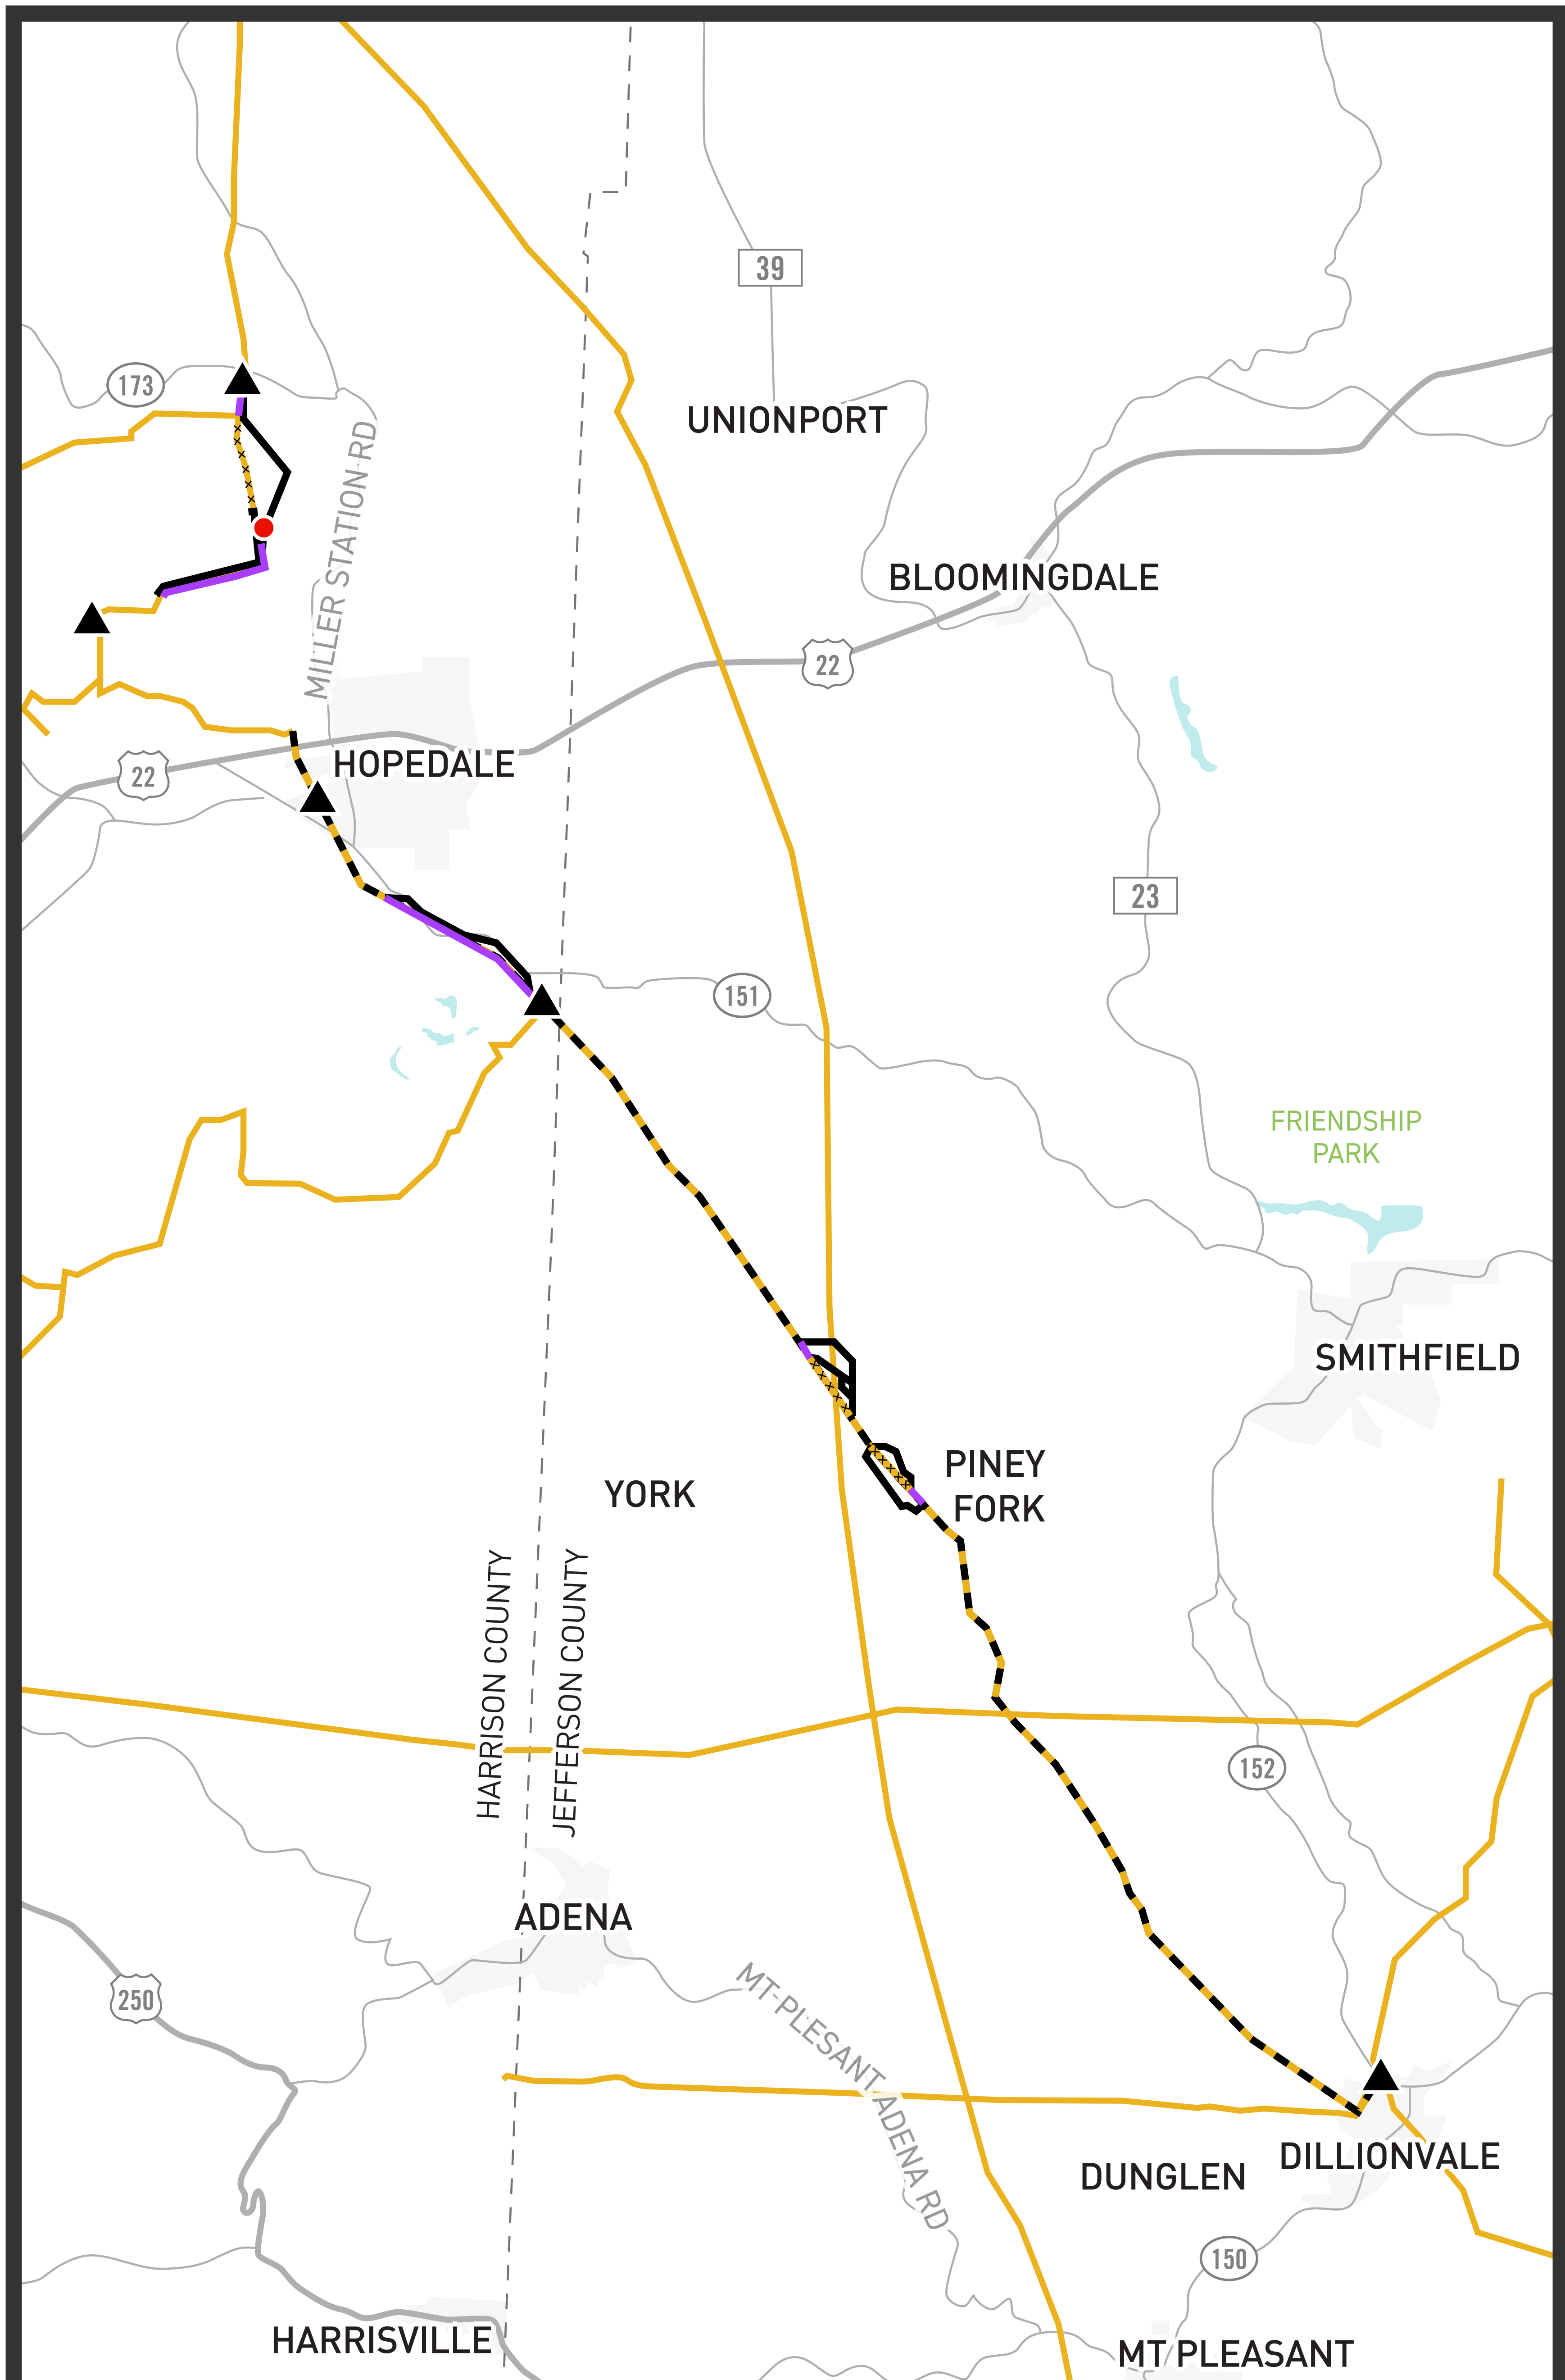 39
173
UNIONPORT
MILLER STATION RD
BLOOMINGDALE
22
HOPEDALE
22
23
151
FRIENDSHIP
PARK
SMITHFIELD
PINEY
FORK
YORK
HARRISON COUNTY
JEFFERSON COUNTY
152
ADENA
250
MT-PLESANT ADENA RD
DILLIONVALE
DUNGLEN
150
HARRISVILLE
MT PLEASANT